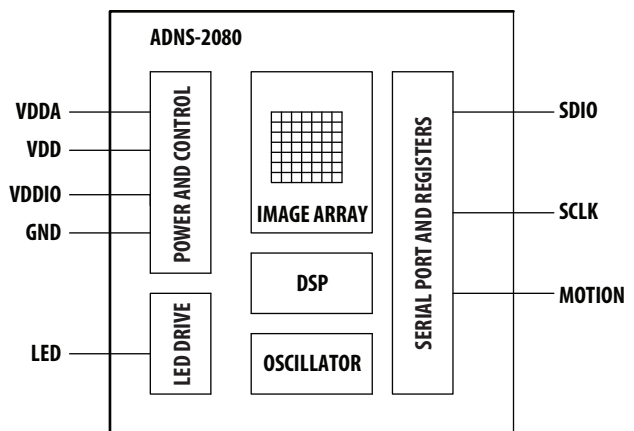 ADNS-2080
VDDA
VDD
VDDIO
GND
LED
POWER AND CONTROL
LED DRIVE
IMAGE ARRAY
DSP
OSCILLATOR
SERIAL PORT AND REGISTERS
SDIO
SCLK
MOTION